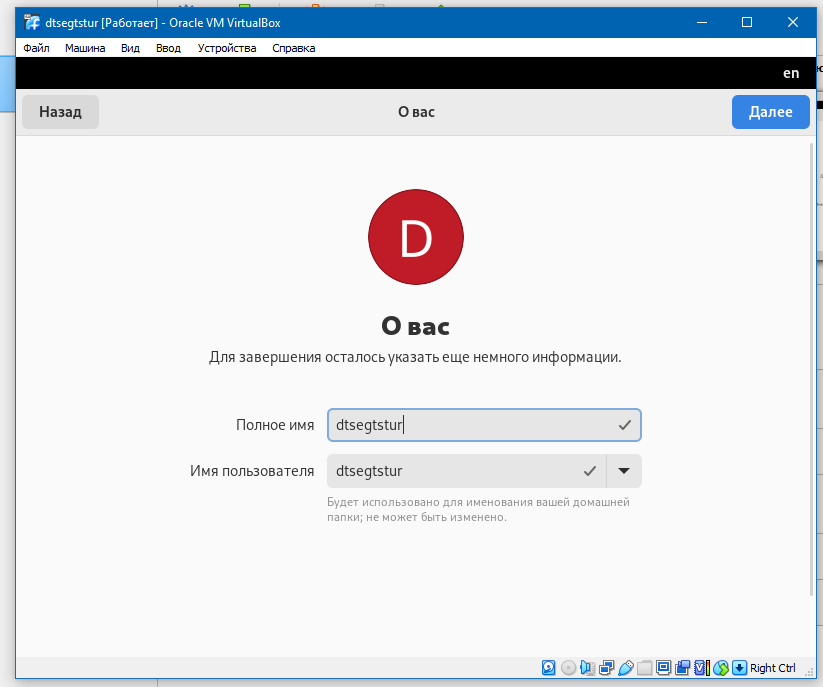 dtsegtstur [Работает] - Oracle VM VirtualBox
Файл Машина Вид Ввод Устройства Справка
en
Назад О вас Далее
D
О вас
Для завершения осталось указать еще немного информации.
Полное имя dtsegtstur
Имя пользователя dtsegtstur
Будет использовано для именования вашей домашней
папки; не может быть изменено.
Right Ctrl